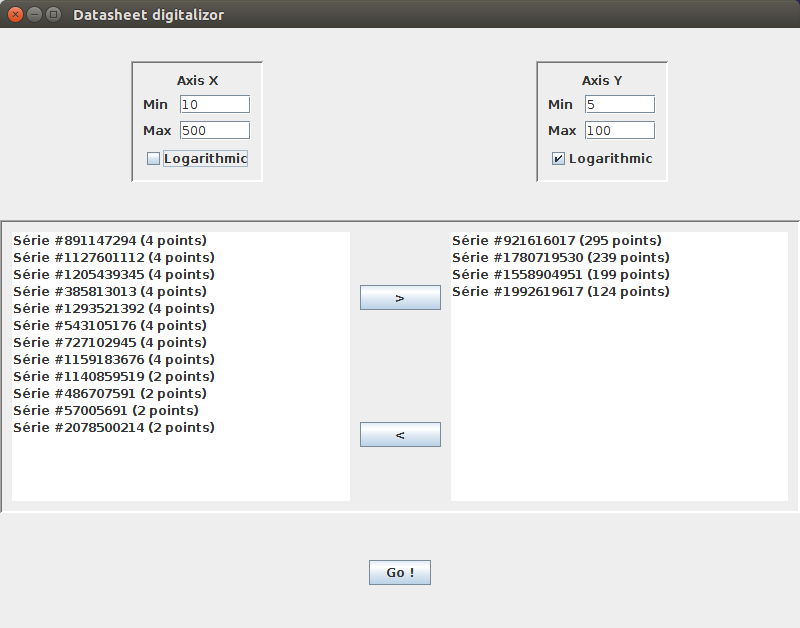 Datasheet digitalizor
Axis X
Min 10
Max 500
Logarithmic
Axis Y
Min 5
Max 100
Logarithmic
Série #891147294 (4 points)
Série #1127601112 (4 points)
Série #1205439345 (4 points)
Série #385813013 (4 points)
Série #1293521392 (4 points)
Série #543105176 (4 points)
Série #727102945 (4 points)
Série #1159183676 (4 points)
Série #1140859519 (2 points)
Série #486707591 (2 points)
Série #57005691 (2 points)
Série #2078500214 (2 points)
>
<
Série #921616017 (295 points)
Série #1780719530 (239 points)
Série #1558904951 (199 points)
Série #1992619617 (124 points)
Go !